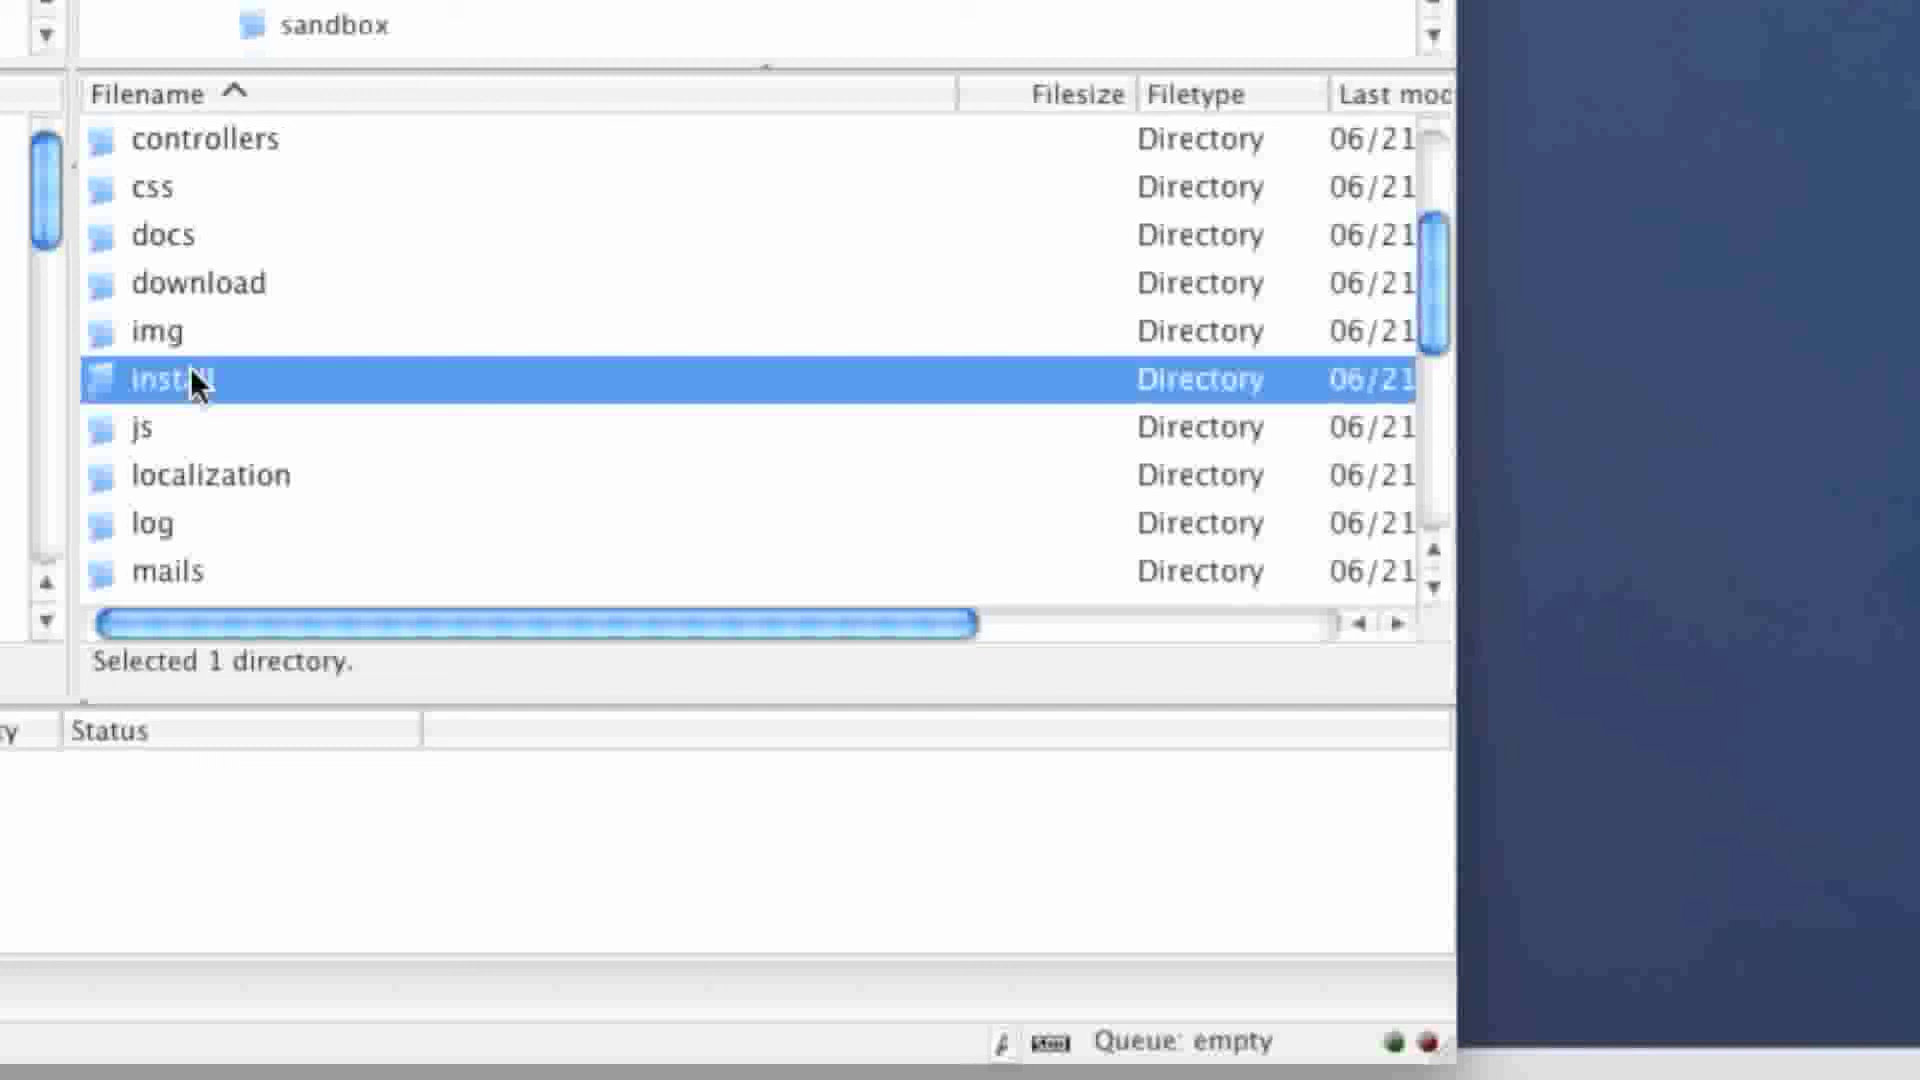 sandbox
Filename Filesize Filetype Last moc
controllers Directory 06/21
css Directory 06/21
docs Directory 06/21
download Directory 06/21
img Directory 06/21
install Directory 06/21
js Directory 06/21
localization Directory 06/21
log Directory 06/21
mails Directory 06/21
Selected 1 directory.
ty Status
Queue: empty